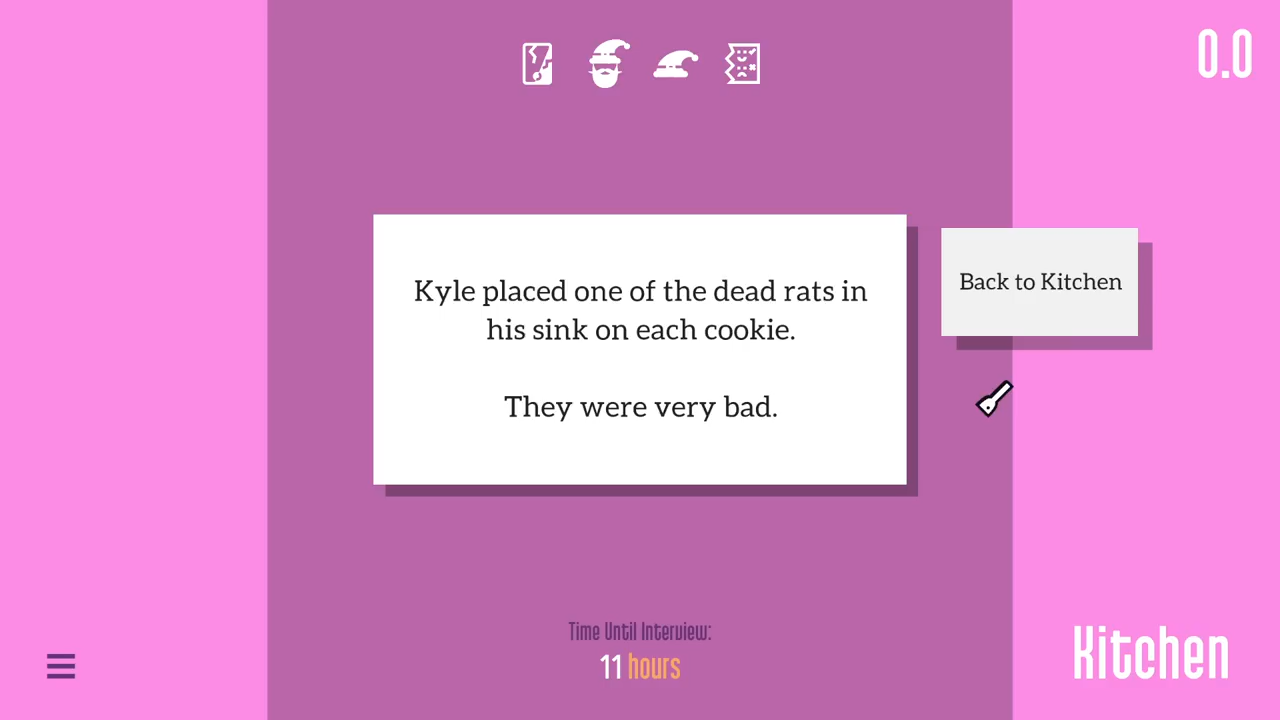 0.0
Kyle placed one of the dead rats in
his sink on each cookie.
They were very bad.
Back to Kitchen
Time Until Interview:
11 hours
Kitchen